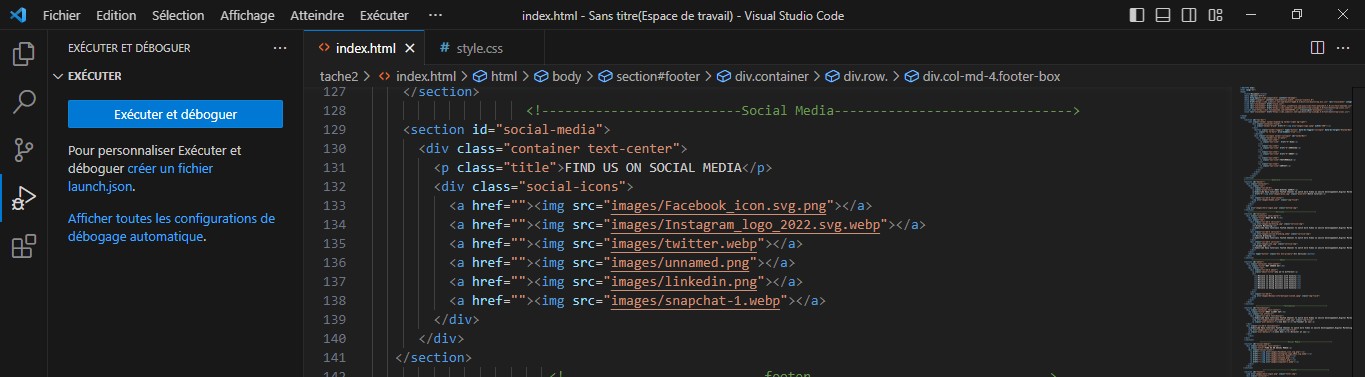 Fichier Edition Sélection Affichage Atteindre Exécuter ··· index.html - Sans titre(Espace de travail) - Visual Studio Code
EXÉCUTER ET DÉBOGUER ···
EXÉCUTER
Exécuter et déboguer
Pour personnaliser Exécuter et
déboguer créer un fichier
launch.json.
Afficher toutes les configurations de
débogage automatique.
<> index.html × # style.css ···
tache2 > <> index.html > html > body > section#footer > div.container > div.row. > div.col-md-4.footer-box
127 </section>
128 <!--------------------------Social Media------------------------------->
129 <section id="social-media">
130 <div class="container text-center">
131 <p class="title">FIND US ON SOCIAL MEDIA</p>
132 <div class="social-icons">
133 <a href=""><img src="images/Facebook_icon.svg.png"></a>
134 <a href=""><img src="images/Instagram_logo_2022.svg.webp"></a>
135 <a href=""><img src="images/twitter.webp"></a>
136 <a href=""><img src="images/unnamed.png"></a>
137 <a href=""><img src="images/linkedin.png"></a>
138 <a href=""><img src="images/snapchat-1.webp"></a>
139 </div>
140 </div>
141 </section>
142 <!--------------------------footer------------------------------->